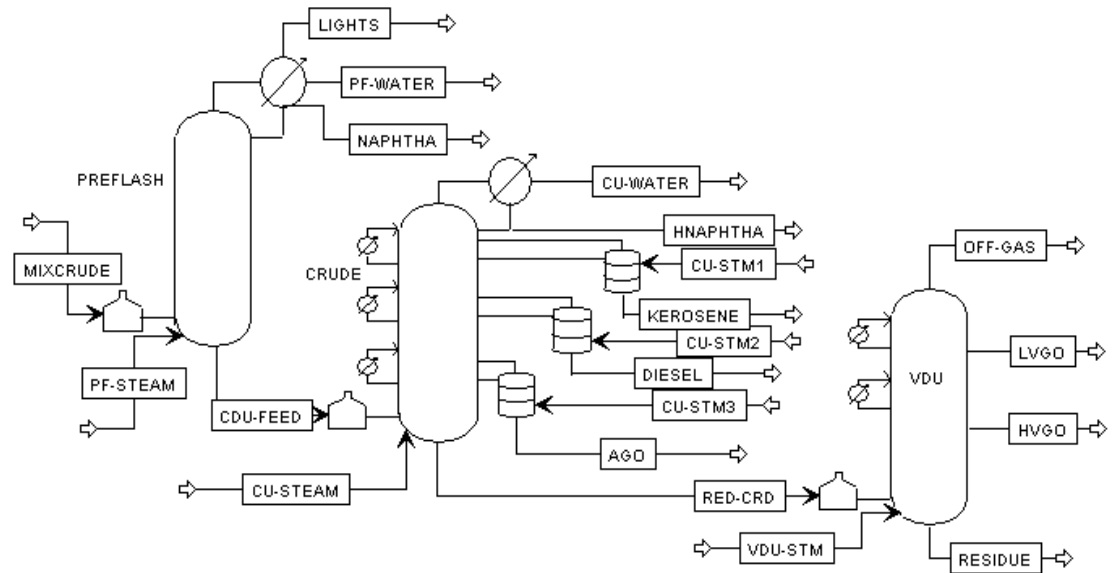 LIGHTS
PF-WATER
NAPHTHA
PREFLASH
CU-WATER
HNAPHTHA
OFF-GAS
MIXCRUDE
CRUDE
CU-STM1
KEROSENE
CU-STM2
LVGO
PF-STEAM
DIESEL
VDU
CDU-FEED
CU-STM3
HVGO
AGO
CU-STEAM
RED-CRD
VDU-STM
RESIDUE